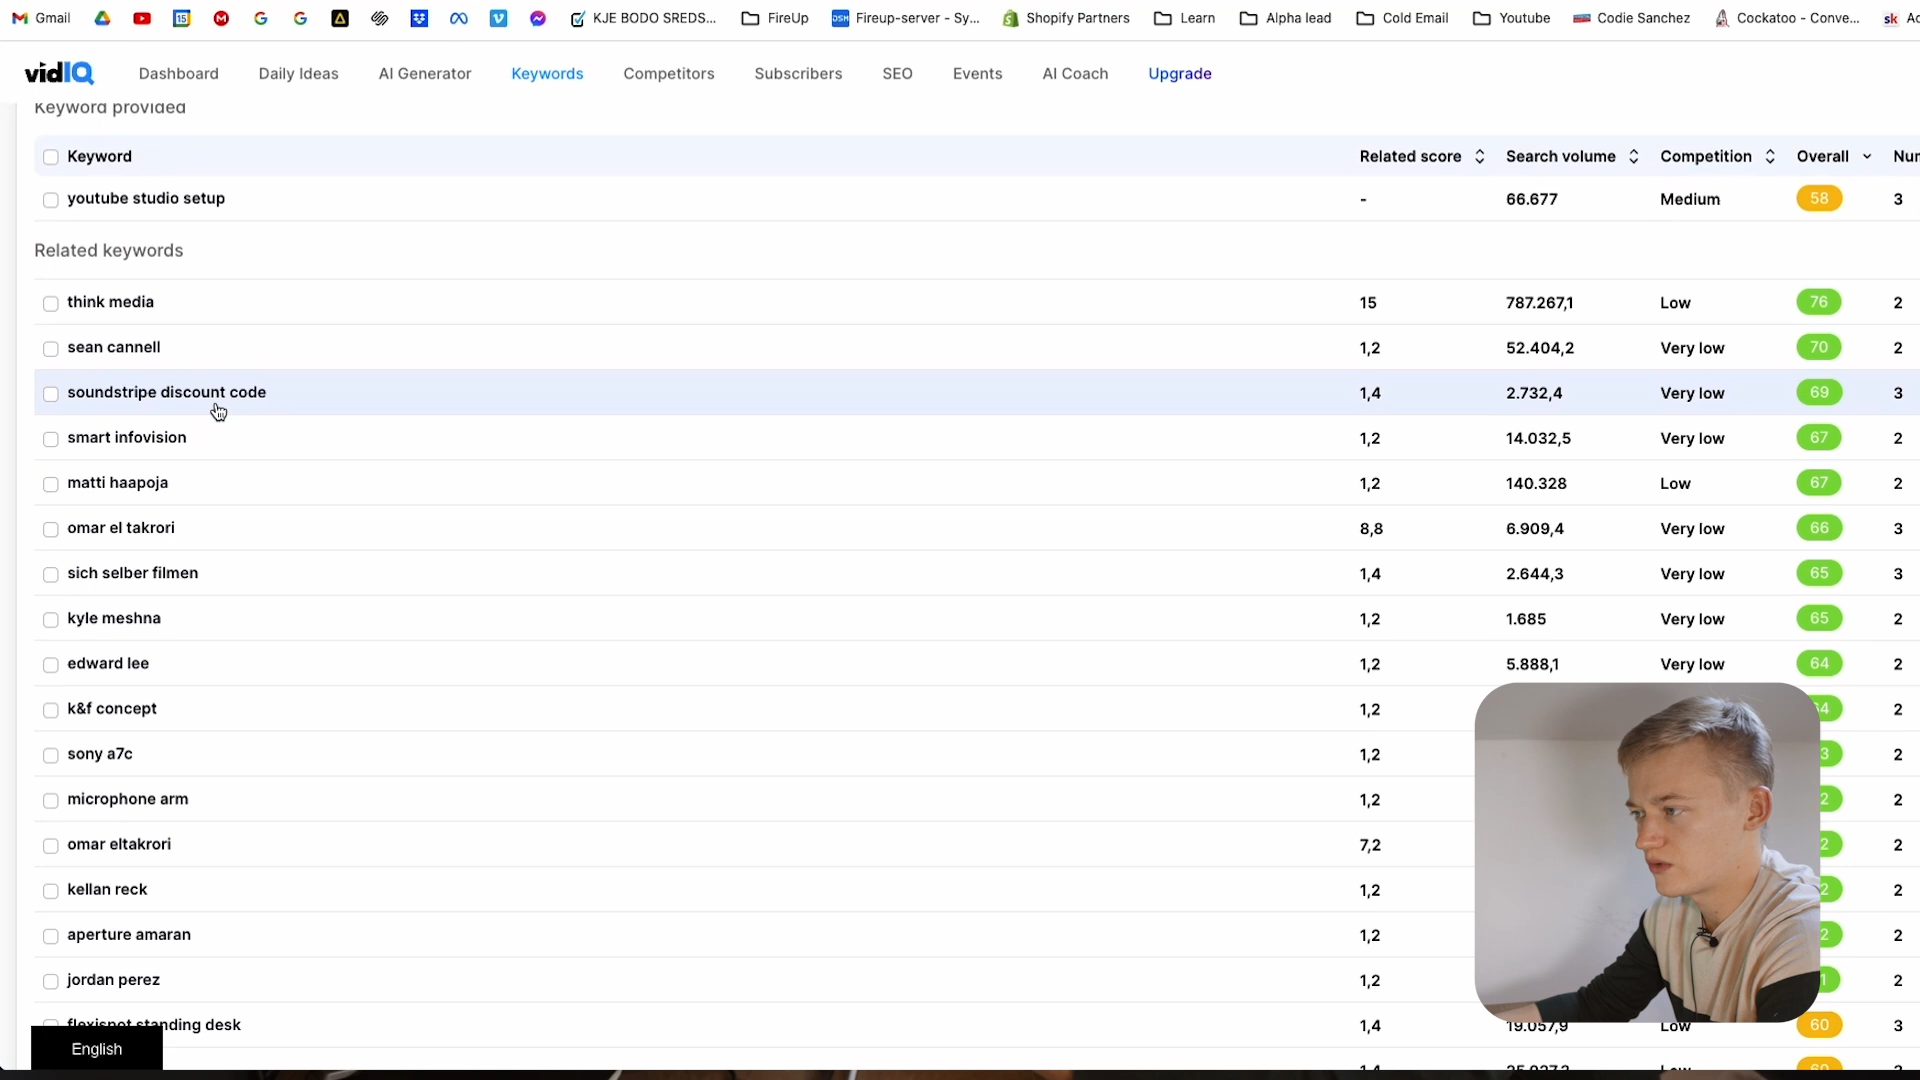 Gmail KJE BODO SREDS... FireUp Fireup-server - Sy... Shopify Partners Learn Alpha lead Cold Email Youtube Codie Sanchez Cockatoo - Conve... sk
vidIQ Dashboard Daily Ideas AI Generator Keywords Competitors Subscribers SEO Events AI Coach Upgrade
Keyword provided
Keyword Related score Search volume Competition Overall
youtube studio setup - 66.677 Medium 58 3
Related keywords
think media 15 787.267,1 Low 76 2
sean cannell 1,2 52.404,2 Very low 70 2
soundstripe discount code 1,4 2.732,4 Very low 69 3
smart infovision 1,2 14.032,5 Very low 67 2
matti haapoja 1,2 140.328 Low 67 2
omar el takrori 8,8 6.909,4 Very low 66 3
sich selber filmen 1,4 2.644,3 Very low 65 3
kyle meshna 1,2 1.685 Very low 65 2
edward lee 1,2 5.888,1 Very low 64 2
k&f concept 1,2 2
sony a7c 1,2 2
microphone arm 1,2 2
omar eltakrori 7,2 2
kellan reck 1,2 2
aperture amaran 1,2 2
jordan perez 1,2 2
flexispot standing desk 1,4 19.057,9 Low 60 3
English